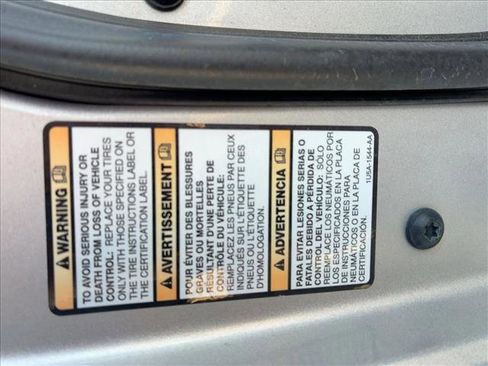 WARNING
TO AVOID SERIOUS INJURY OR
DEATH FROM LOSS OF VEHICLE
CONTROL: REPLACE YOUR TIRES
ONLY WITH THOSE SPECIFIED ON
THE TIRE INSTRUCTIONS LABEL OR
THE CERTIFICATION LABEL.
AVERTISSEMENT
POUR ÉVITER DES BLESSURES
GRAVES OU MORTELLES
RÉSULTANT D'UNE PERTE DE
CONTRÔLE DU VÉHICULE:
REMPLACEZ LES PNEUS PAR CEUX
INDIQUÉS SUR L'ÉTIQUETTE DES
PNEUS OU L'ÉTIQUETTE
D'HOMOLOGATION.
ADVERTENCIA
PARA EVITAR LESIONES SERIAS O
FATALES DEBIDO A PÉRDIDA DE
CONTROL DEL VEHÍCULO: SOLO
REEMPLACE LOS NEUMÁTICOS POR
LOS ESPECIFICADOS EN LA PLACA
DE INSTRUCCIONES PARA
NEUMÁTICOS O EN LA PLACA DE
CERTIFICACIÓN.
1U5A-1544-AA